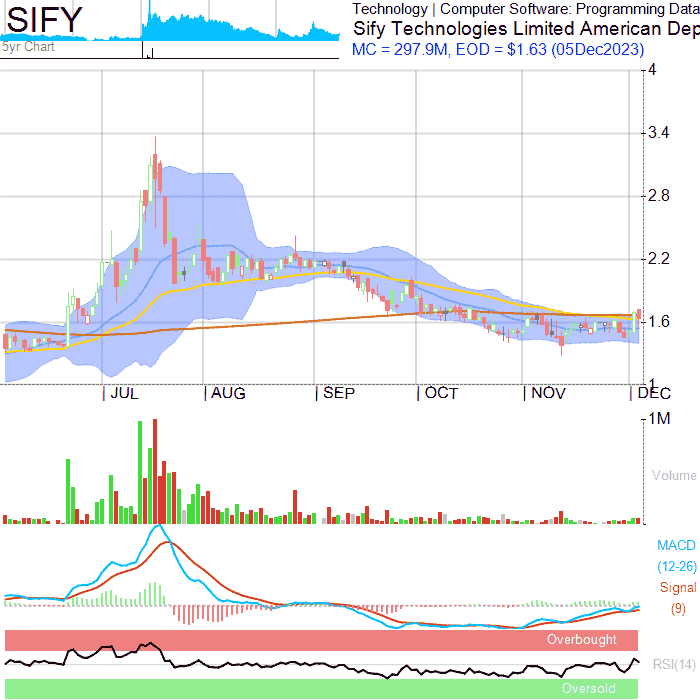 SIFY
Technology | Computer Software: Programming Data
Sify Technologies Limited American Dep
MC = 297.9M, EOD = $1.63 (05Dec2023)
5yr Chart
4
3.4
2.8
2.2
1.6
1
JUL AUG SEP OCT NOV DEC
1M
Volume
MACD
(12-26)
Signal
(9)
Overbought
RSI(14)
Oversold